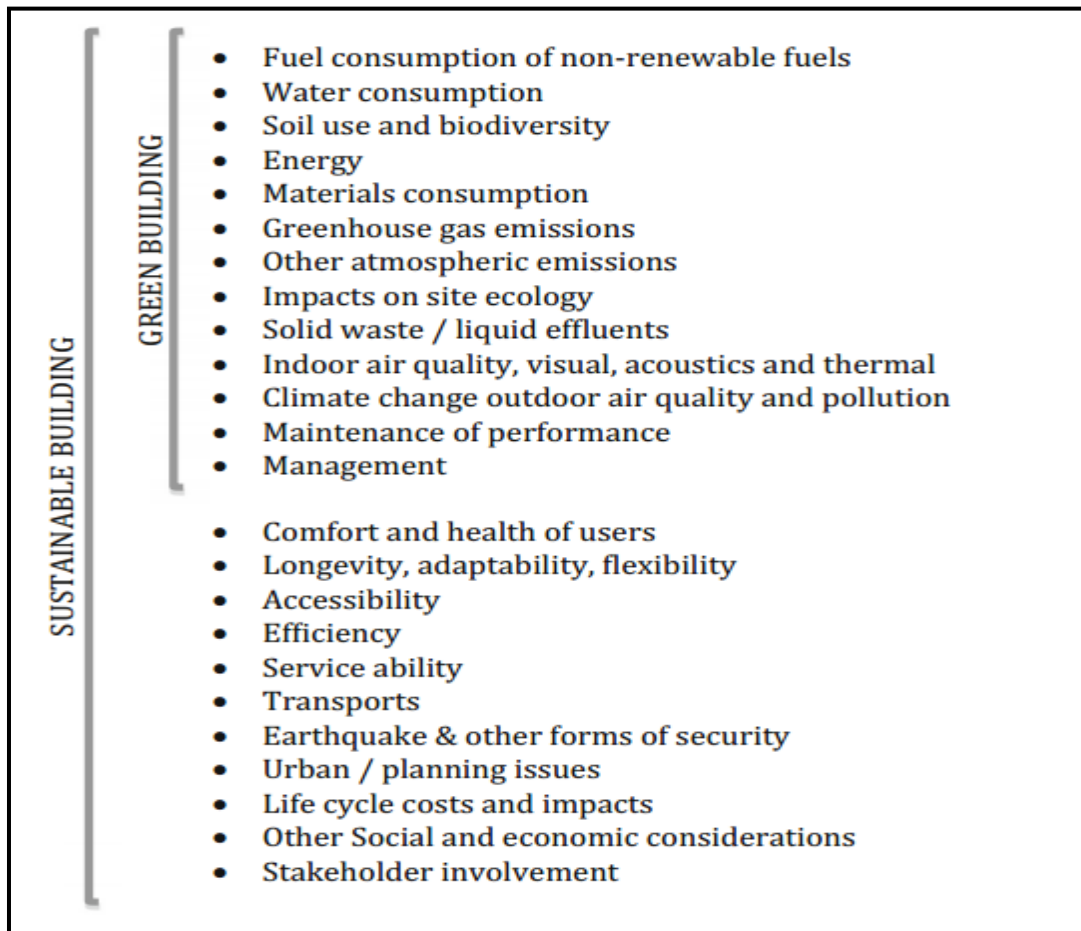 SUSTAINABLE BUILDING
GREEN BUILDING
• Fuel consumption of non-renewable fuels
• Water consumption
• Soil use and biodiversity
• Energy
• Materials consumption
• Greenhouse gas emissions
• Other atmospheric emissions
• Impacts on site ecology
• Solid waste / liquid effluents
• Indoor air quality, visual, acoustics and thermal
• Climate change outdoor air quality and pollution
• Maintenance of performance
• Management
• Comfort and health of users
• Longevity, adaptability, flexibility
• Accessibility
• Efficiency
• Service ability
• Transports
• Earthquake & other forms of security
• Urban / planning issues
• Life cycle costs and impacts
• Other Social and economic considerations
• Stakeholder involvement